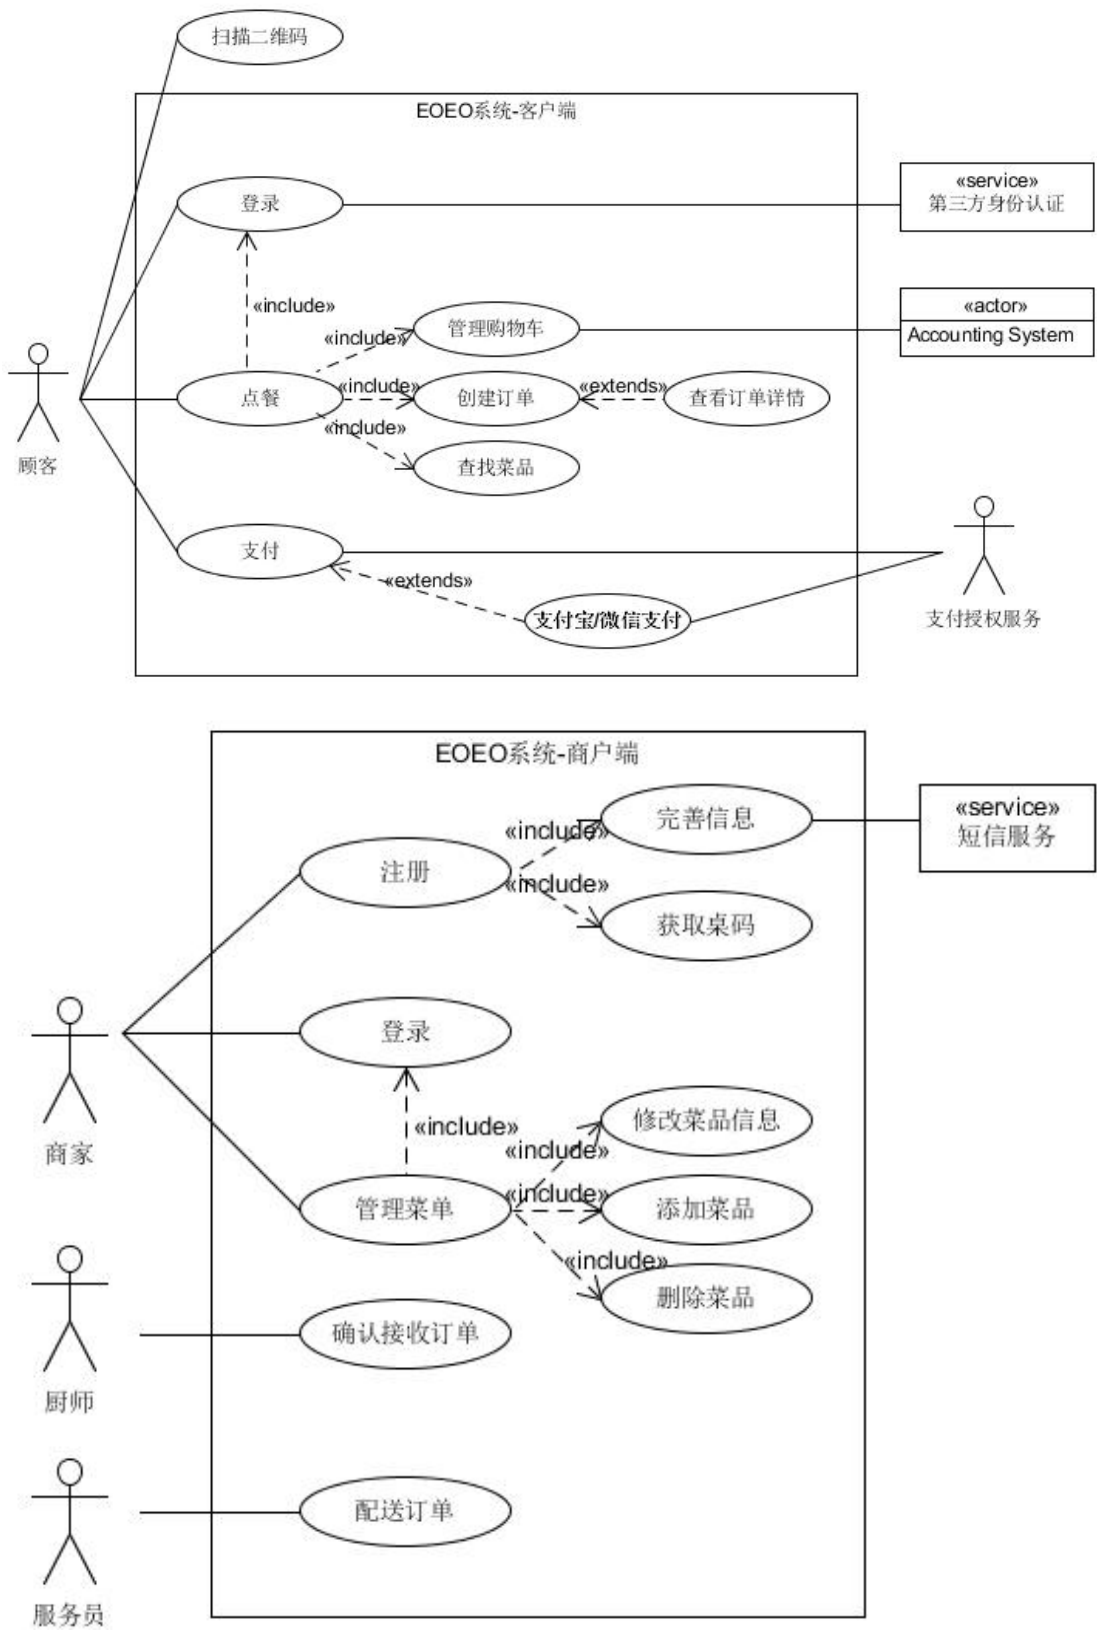 扫描二维码
EOEO系统-客户端
登录
«service»
第三方身份认证
«include»
«actor»
Accounting System
«include»
管理购物车
顾客
点餐
«include»
创建订单
«extends»
查看订单详情
«include»
查找菜品
支付
«extends»
支付宝/微信支付
支付授权服务
EOEO系统-商户端
注册
«include»
完善信息
«service»
短信服务
«include»
获取桌码
商家
登录
«include»
管理菜单
«include»
修改菜品信息
«include»
添加菜品
«include»
删除菜品
厨师
确认接收订单
服务员
配送订单